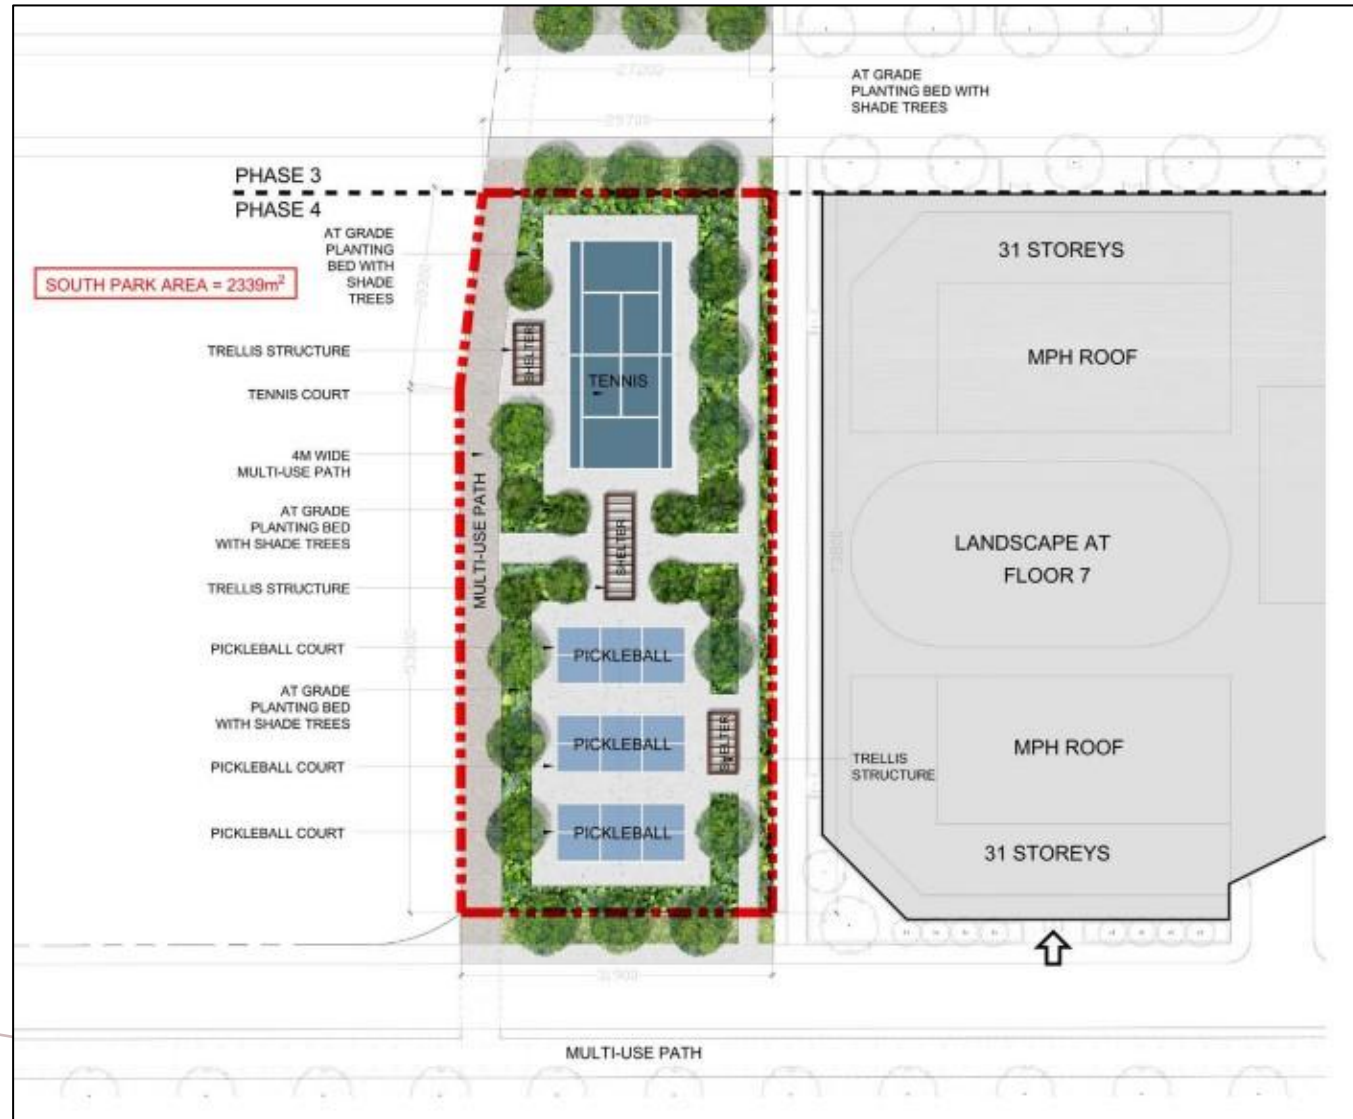 27200
AT GRADE
PLANTING BED WITH
SHADE TREES
29700
PHASE 3
PHASE 4
AT GRADE
PLANTING
BED WITH
SHADE
TREES
31 STOREYS
SOUTH PARK AREA = 2339m²
TRELLIS STRUCTURE
SHELTER
MPH ROOF
TENNIS
TENNIS COURT
4M WIDE
MULTI-USE PATH
MULTI-USE PATH
AT GRADE
PLANTING BED
WITH SHADE TREES
SHELTER
LANDSCAPE AT
FLOOR 7
TRELLIS STRUCTURE
PICKLEBALL COURT
PICKLEBALL
AT GRADE
PLANTING BED
WITH SHADE TREES
PICKLEBALL
SHELTER
MPH ROOF
PICKLEBALL COURT
TRELLIS
STRUCTURE
PICKLEBALL COURT
PICKLEBALL
31 STOREYS
31900
MULTI-USE PATH